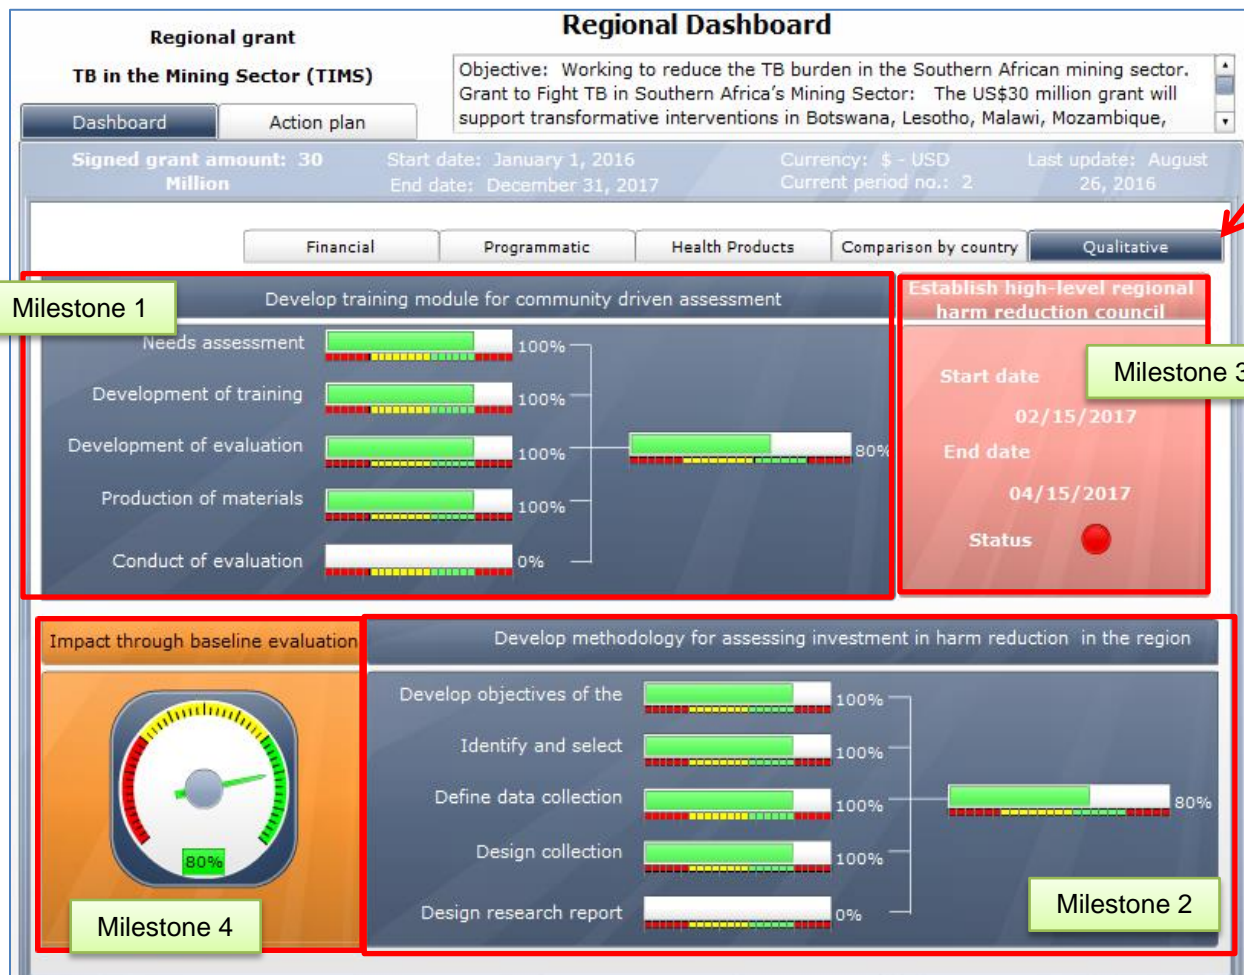 Regional Dashboard
Regional grant
TB in the Mining Sector (TIMS)
Objective:  Working to reduce the TB burden in the Southern African mining sector.
Grant to Fight TB in Southern Africa's Mining Sector:   The US$30 million grant will
support transformative interventions in Botswana, Lesotho, Malawi, Mozambique,
Dashboard
Action plan
Signed grant amount: 30
Million
Start date: January 1, 2016
End date: December 31, 2017
Currency: $ - USD
Current period no.: 2
Last update: August
26, 2016
Financial
Programmatic
Health Products
Comparison by country
Qualitative
Milestone 1
Develop training module for community driven assessment
Needs assessment
100%
Development of training
100%
Development of evaluation
100%
Production of materials
100%
Conduct of evaluation
0%
80%
Establish high-level regional
harm reduction council
Milestone 3
Start date
02/15/2017
End date
04/15/2017
Status
Impact through baseline evaluation
80%
Milestone 4
Develop methodology for assessing investment in harm reduction  in the region
Develop objectives of the
100%
Identify and select
100%
Define data collection
100%
Design collection
100%
Design research report
0%
80%
Milestone 2